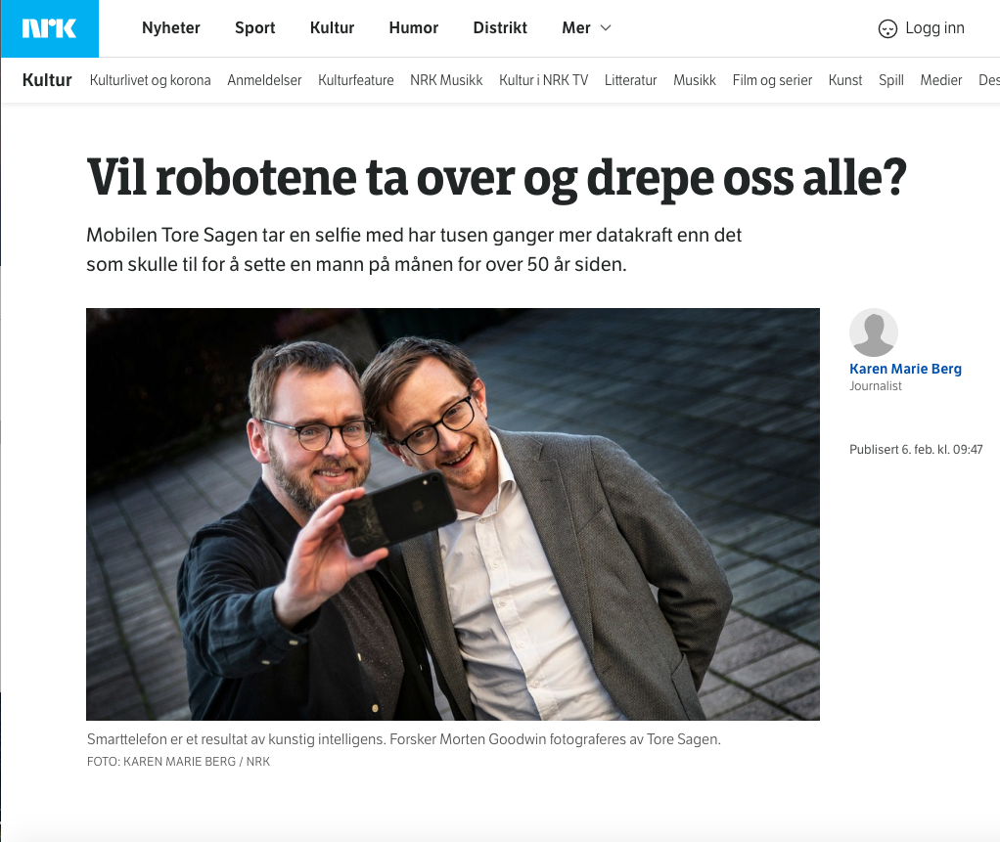 nrk
Nyheter Sport Kultur Humor Distrikt Mer
Logg inn
Kultur Kulturlivet og korona Anmeldelser Kulturfeature NRK Musikk Kultur i NRK TV Litteratur Musikk Film og serier Kunst Spill Medier Des
Vil robotene ta over og drepe oss alle?
Mobilen Tore Sagen tar en selfie med har tusen ganger mer datakraft enn det
som skulle til for å sette en mann på månen for over 50 år siden.
Karen Marie Berg
Journalist
Publisert 6. feb. kl. 09:47
Smarttelefon er et resultat av kunstig intelligens. Forsker Morten Goodwin fotograferes av Tore Sagen.
FOTO: KAREN MARIE BERG / NRK